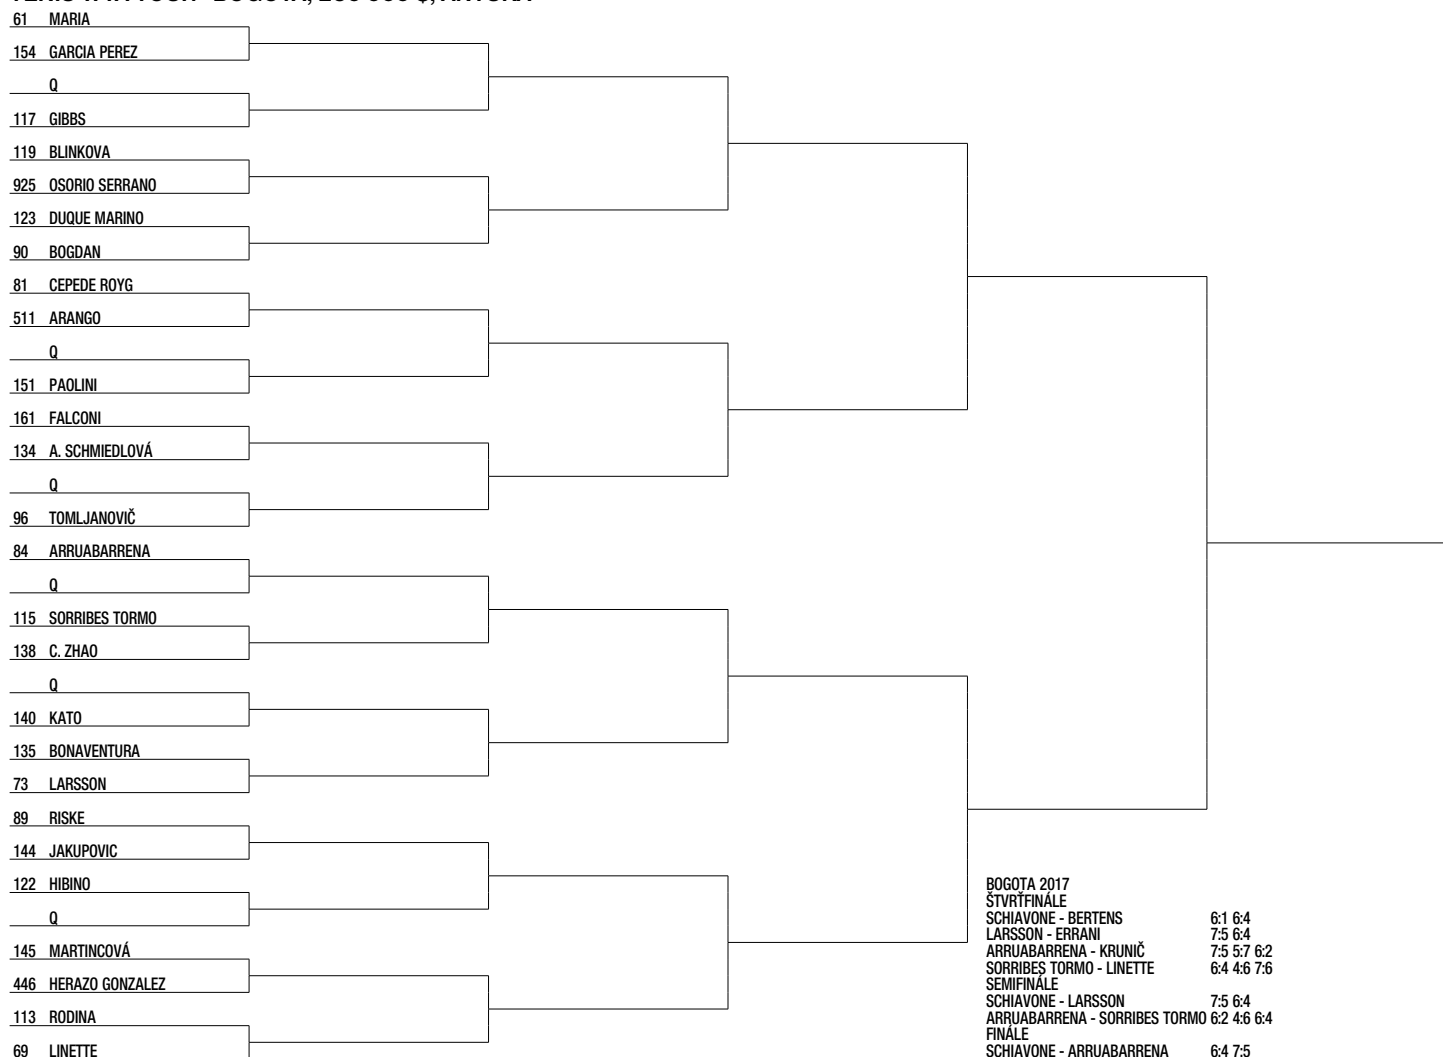 61 MARIA
154 GARCIA PEREZ
Q
117 GIBBS
119 BLINKOVA
925 OSORIO SERRANO
123 DUQUE MARINO
90 BOGDAN
81 CEPEDE ROYG
511 ARANGO
Q
151 PAOLINI
161 FALCONI
134 A. SCHMIEDLOVÁ
Q
96 TOMLJANOVIČ
84 ARRUABARRENA
Q
115 SORRIBES TORMO
138 C. ZHAO
Q
140 KATO
135 BONAVENTURA
73 LARSSON
89 RISKE
144 JAKUPOVIC
122 HIBINO
Q
145 MARTINCOVÁ
446 HERAZO GONZALEZ
113 RODINA
69 LINETTE
BOGOTA 2017
ŠTVRŤFINÁLE
SCHIAVONE - BERTENS 6:1 6:4
LARSSON - ERRANI 7:5 6:4
ARRUABARRENA - KRUNIČ 7:5 5:7 6:2
SORRIBES TORMO - LINETTE 6:4 4:6 7:6
SEMIFINÁLE
SCHIAVONE - LARSSON 7:5 6:4
ARRUABARRENA - SORRIBES TORMO 6:2 4:6 6:4
FINÁLE
SCHIAVONE - ARRUABARRENA 6:4 7:5